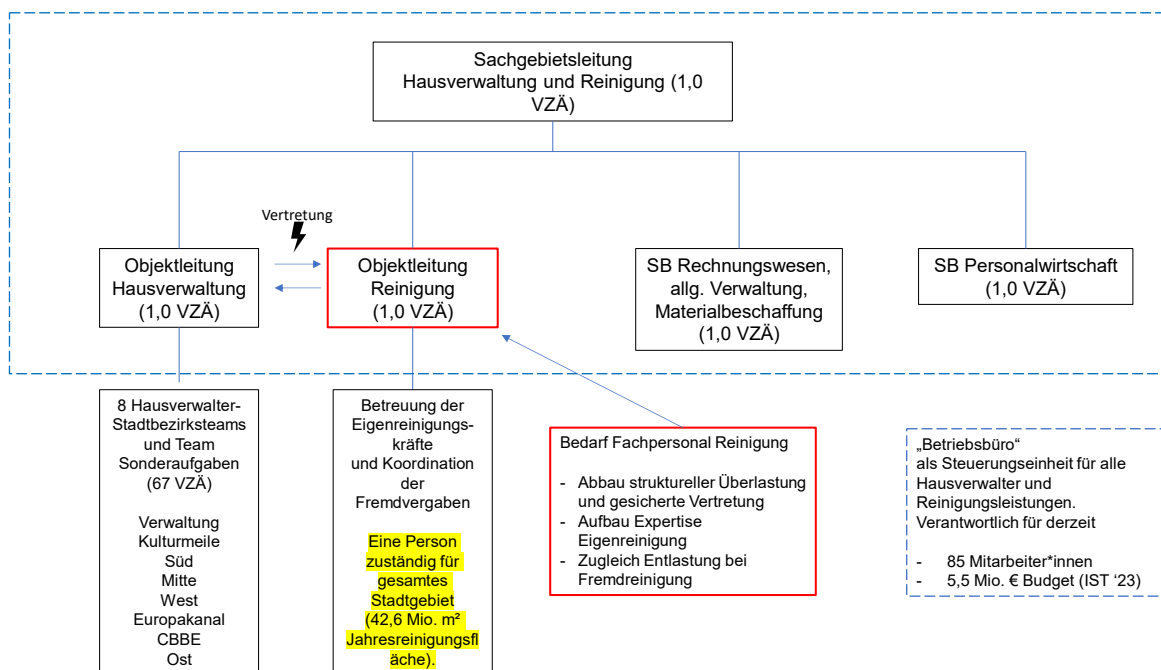 Sachgebietsleitung
Hausverwaltung und Reinigung (1,0
VZÄ)
Vertretung
Objektleitung
Hausverwaltung
(1,0 VZÄ)
Objektleitung
Reinigung
(1,0 VZÄ)
SB Rechnungswesen,
allg. Verwaltung,
Materialbeschaffung
(1,0 VZÄ)
SB Personalwirtschaft
(1,0 VZÄ)
8 Hausverwalter-
Stadtbezirksteams
und Team
Sonderaufgaben
(67 VZÄ)
Verwaltung
Kulturmeile
Süd
Mitte
West
Europakanal
CBBE
Ost
Betreuung der
Eigenreinigungs-
kräfte
und Koordination
der
Fremdvergaben
Eine Person
zuständig für
gesamtes
Stadtgebiet
(42,6 Mio. m²
Jahresreinigungsfl
äche).
Bedarf Fachpersonal Reinigung
- Abbau struktureller Überlastung
und gesicherte Vertretung
- Aufbau Expertise
Eigenreinigung
- Zugleich Entlastung bei
Fremdreinigung
„Betriebsbüro“
als Steuerungseinheit für alle
Hausverwalter und
Reinigungsleistungen.
Verantwortlich für derzeit
- 85 Mitarbeiter*innen
- 5,5 Mio. € Budget (IST ‘23)